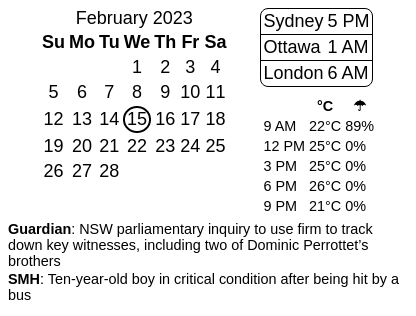 February 2023
Su Mo Tu We Th Fr Sa
1 2 3 4
5 6 7 8 9 10 11
12 13 14 15 16 17 18
19 20 21 22 23 24 25
26 27 28
Sydney 5 PM
Ottawa 1 AM
London 6 AM
°C ☂
9 AM 22°C 89%
12 PM 25°C 0%
3 PM 25°C 0%
6 PM 26°C 0%
9 PM 21°C 0%
Guardian: NSW parliamentary inquiry to use firm to track
down key witnesses, including two of Dominic Perrottet’s
brothers
SMH: Ten-year-old boy in critical condition after being hit by a
bus